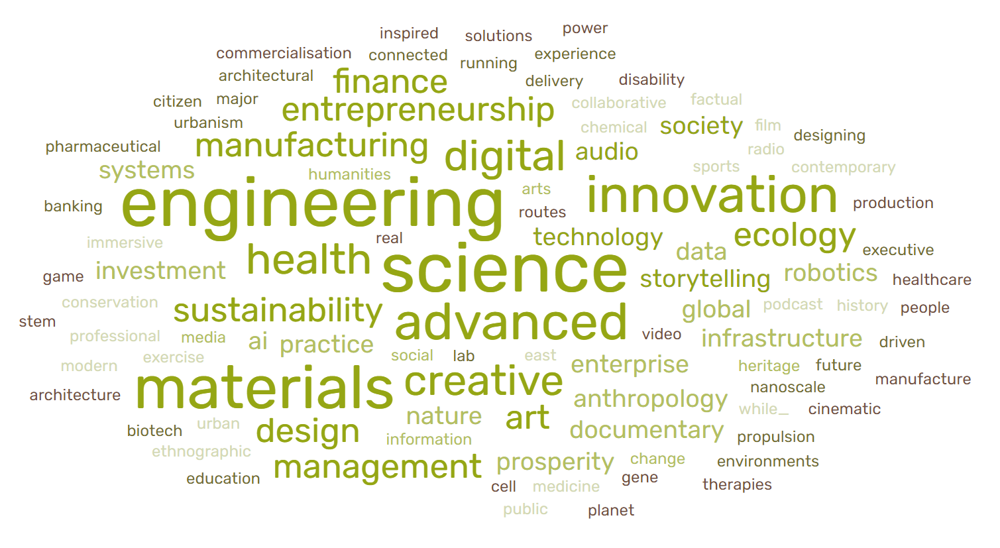 inspired
solutions
power
commercialisation
connected
running
experience
architectural
finance
delivery
disability
citizen
major
entrepreneurship
collaborative
factual
urbanism
chemical
society
film
designing
pharmaceutical
manufacturing
digital
audio
radio
systems
humanities
sports
contemporary
banking
engineering
arts
routes
innovation
production
immersive
real
technology
ecology
game
investment
health
science
data
executive
storytelling
robotics
healthcare
conservation
sustainability
global
podcast
history
people
stem
professional
media
ai
practice
advanced
video
infrastructure
driven
modern
exercise
social
lab
east
enterprise
heritage
future
architecture
materials
creative
nanoscale
manufacture
anthropology
while_
cinematic
biotech
urban
design
nature
art
documentary
propulsion
ethnographic
information
education
management
prosperity
change
environments
cell
medicine
gene
therapies
public
planet